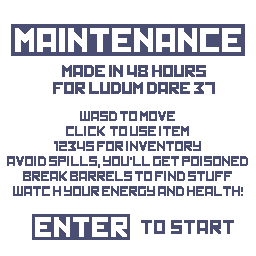 MAINTENANCE
MADE IN 48 HOURS
FOR LUDUM DARE 37
WASD TO MOVE
CLICK TO USE ITEM
12345 FOR INVENTORY
AVOID SPILLS, YOU'LL GET POISONED
BREAK BARRELS TO FIND STUFF
WATCH YOUR ENERGY AND HEALTH!
ENTER TO START